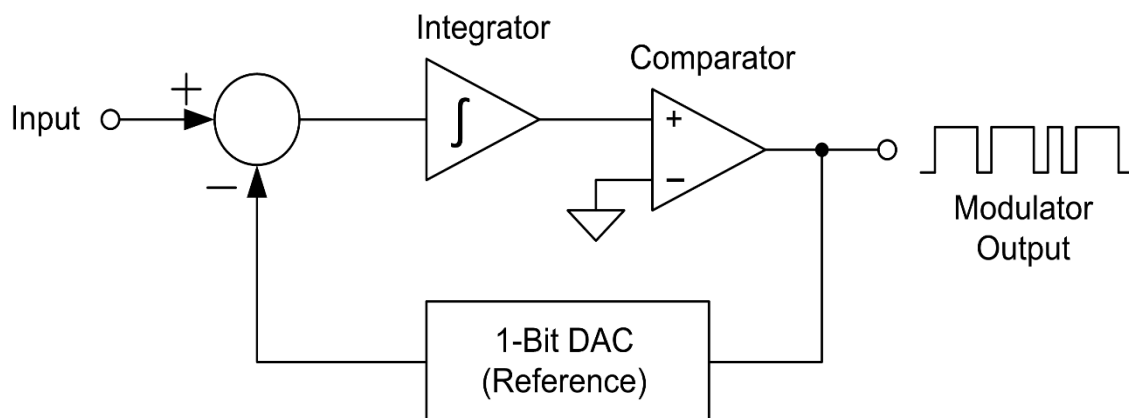 Integrator
Comparator
Input
+
−
∫
+
−
Modulator
Output
1-Bit DAC
(Reference)